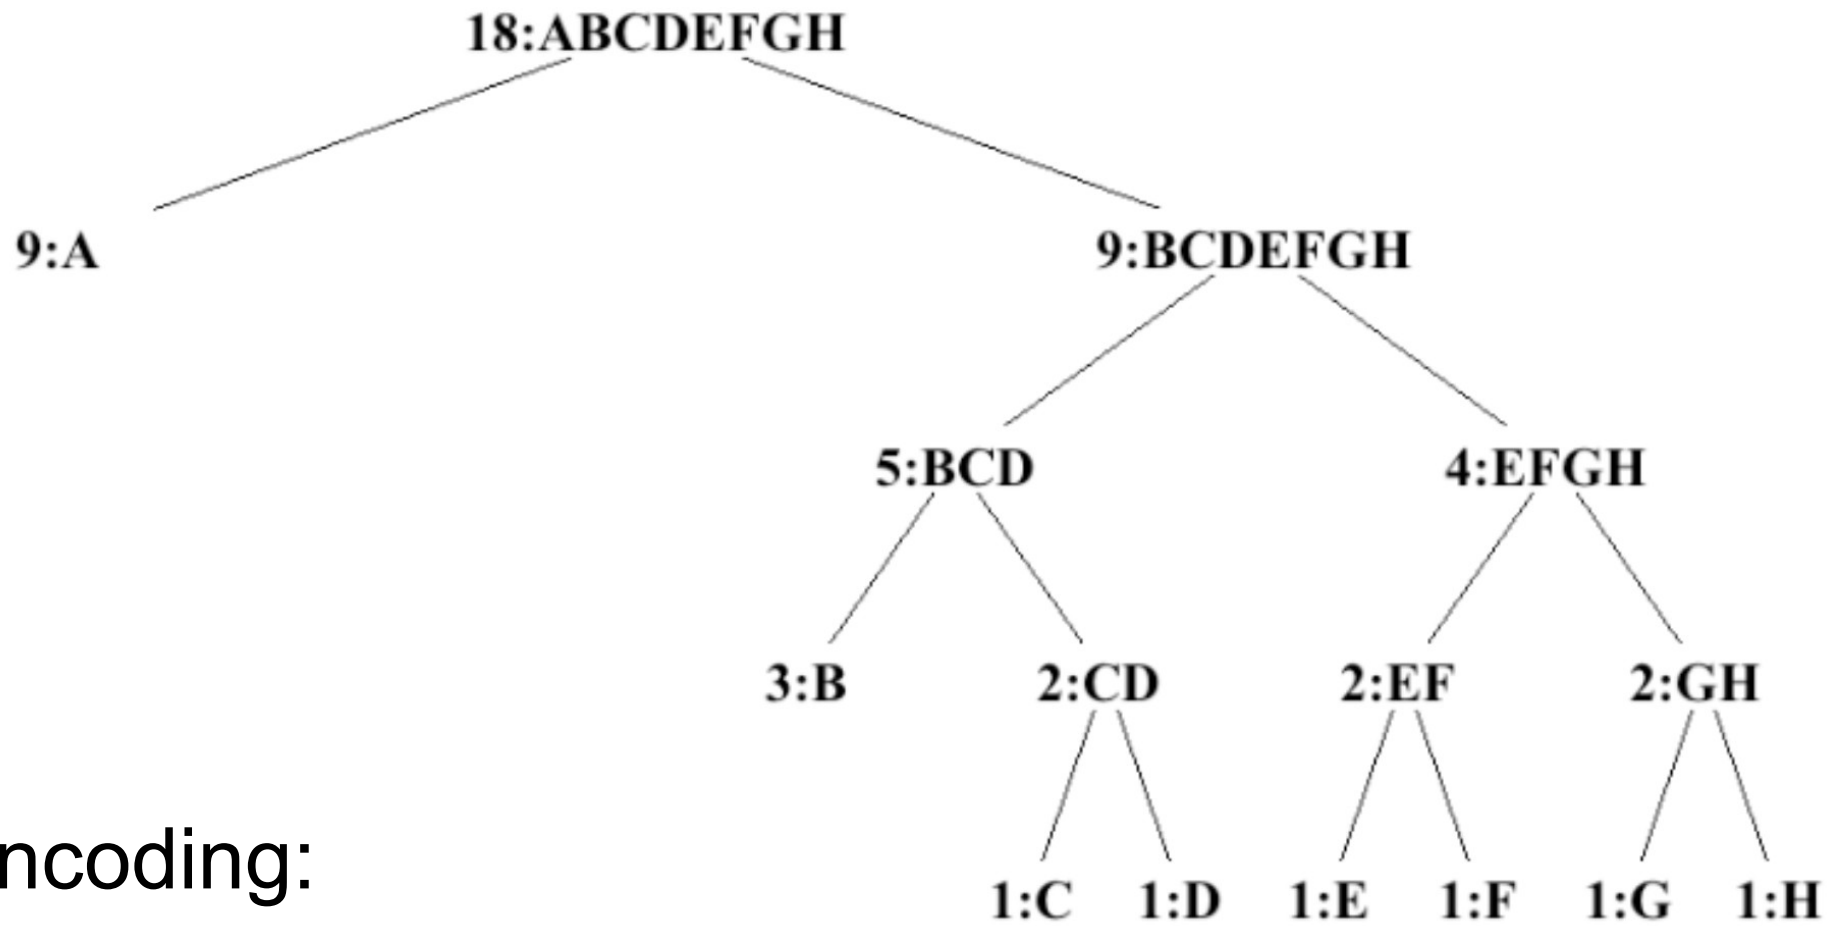 18:ABCDEFGH
9:A 9:BCDEFGH
5:BCD 4:EFGH
3:B 2:CD 2:EF 2:GH
ncoding:
1:C 1:D 1:E 1:F 1:G 1:H